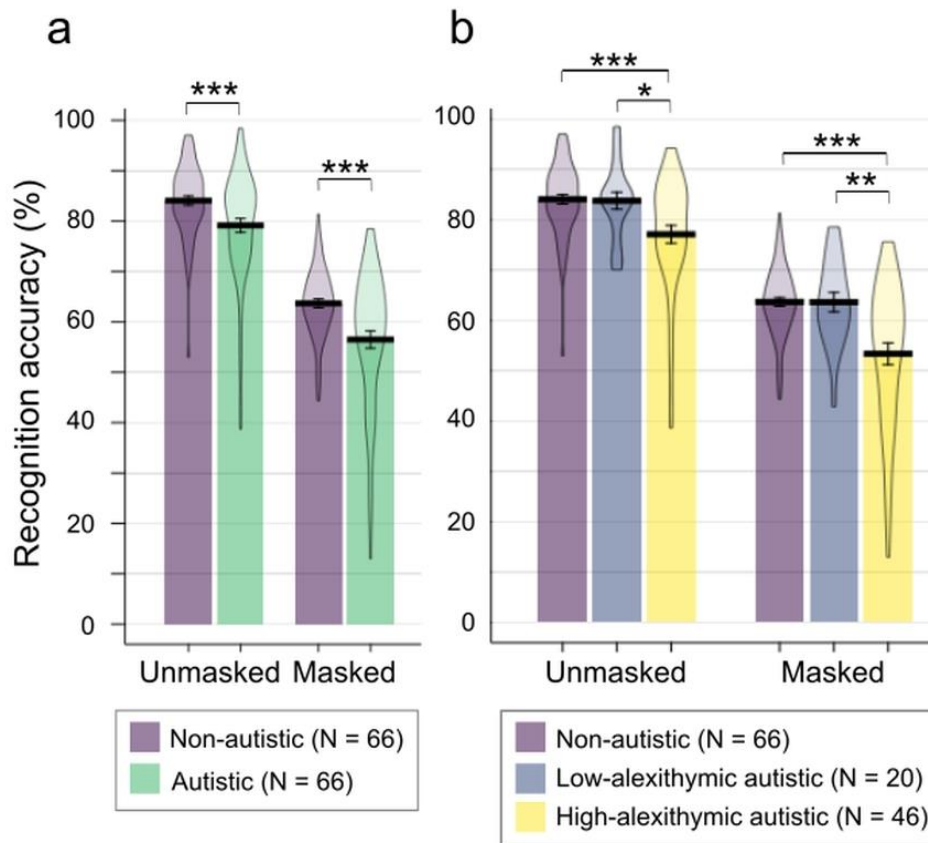 a
b
***
***
Recognition accuracy (%)
100
80
60
40
20
0
Unmasked Masked
Non-autistic (N = 66)
Autistic (N = 66)
***
*
***
**
100
80
60
40
20
0
Unmasked Masked
Non-autistic (N = 66)
Low-alexithymic autistic (N = 20)
High-alexithymic autistic (N = 46)